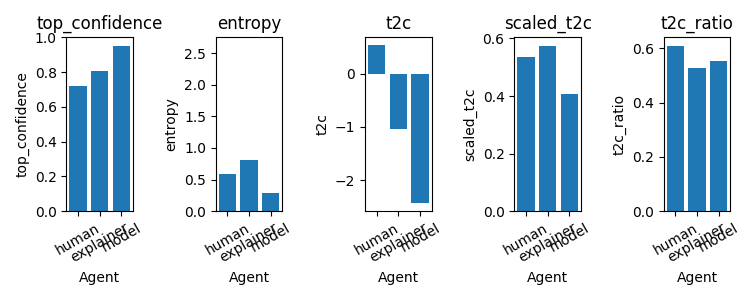 top_confidence
entropy
t2c
scaled_t2c
t2c_ratio
top_confidence
1.0
0.8
0.6
0.4
0.2
0.0
human
explainer
model
Agent
entropy
2.5
2.0
1.5
1.0
0.5
0.0
human
explainer
model
Agent
t2c
0
−1
−2
human
explainer
model
Agent
scaled_t2c
0.6
0.4
0.2
0.0
human
explainer
model
Agent
t2c_ratio
0.6
0.4
0.2
0.0
human
explainer
model
Agent